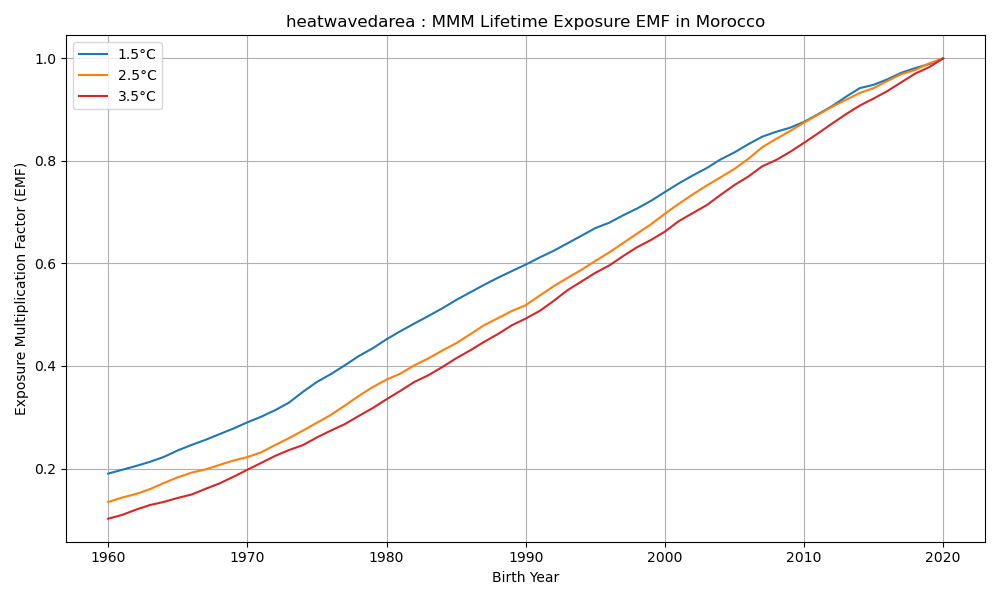 heatwavedarea : MMM Lifetime Exposure EMF in Morocco
1.5°C
2.5°C
3.5°C
Exposure Multiplication Factor (EMF)
1.0
0.8
0.6
0.4
0.2
1960 1970 1980 1990 2000 2010 2020
Birth Year